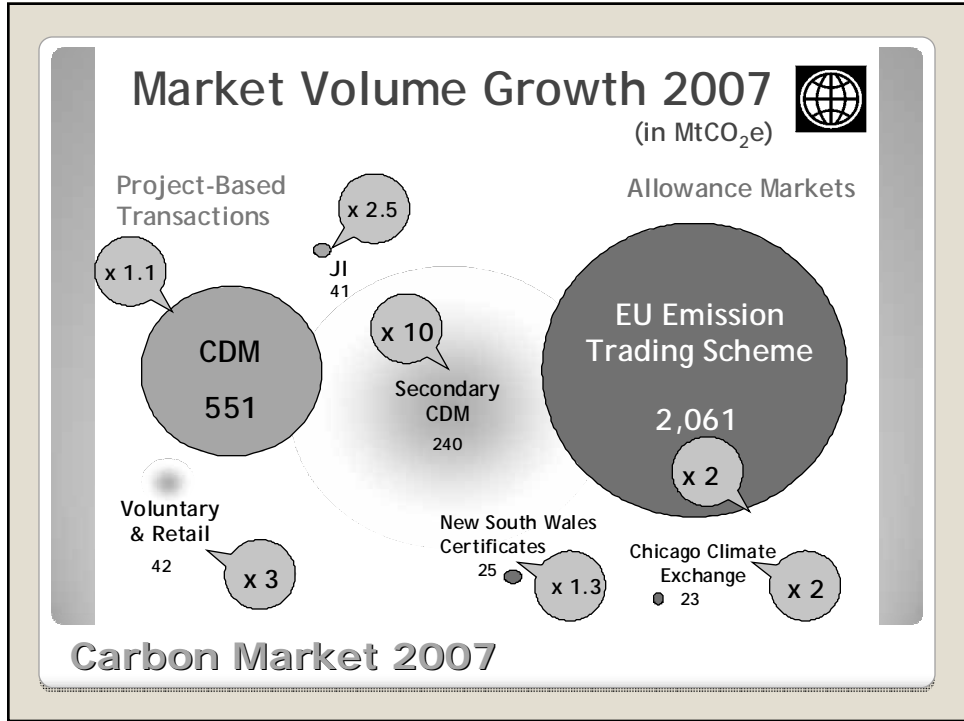 Market Volume Growth 2007
(in MtCO₂e)
Project-Based
Transactions
Allowance Markets
x 2.5
JI
41
x 1.1
CDM
551
x 10
Secondary
CDM
240
EU Emission
Trading Scheme
2,061
x 2
Voluntary
& Retail
42
x 3
New South Wales
Certificates
25
x 1.3
Chicago Climate
Exchange
23
x 2
Carbon Market 2007